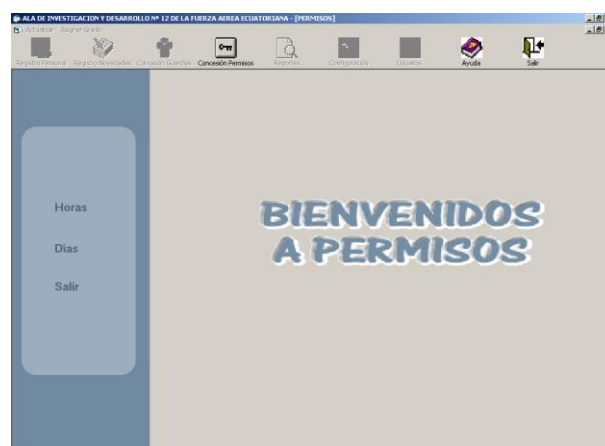 ALA DE INVESTIGACION Y DESARROLLO Nº 12 DE LA FUERZA AEREA ECUATORIANA - [PERMISOS]
Actualizar Asignar Grado
Registro Personal Registro Novedades Concesión Guardias Concesión Permisos Reportes Configuración Usuarios Ayuda Salir
Horas
Dias
Salir
BIENVENIDOS
A PERMISOS